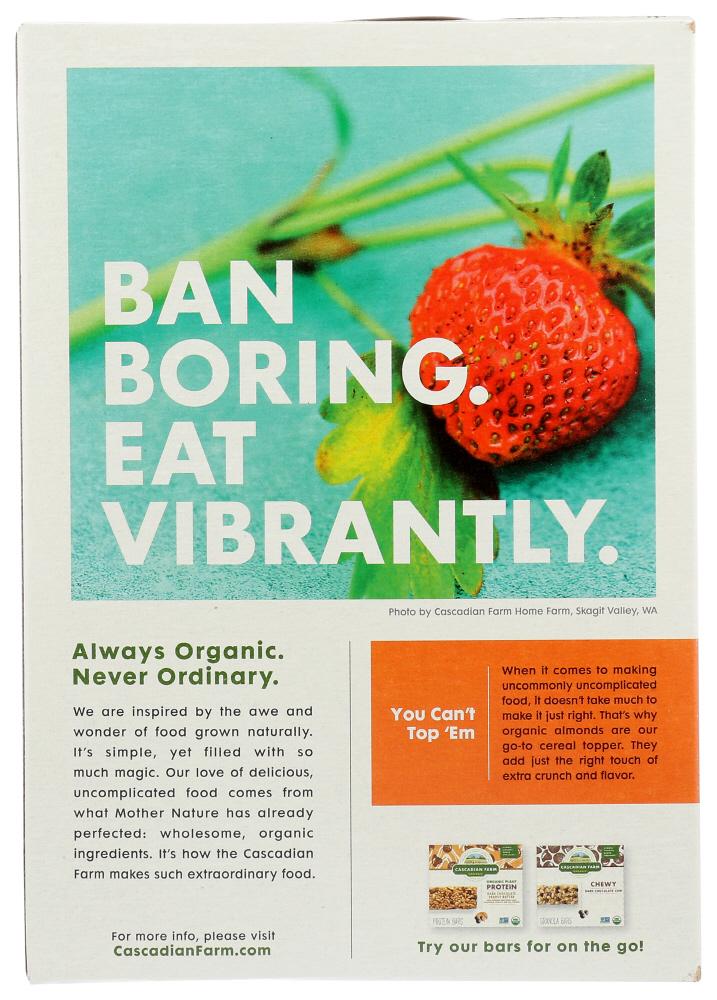 BAN
BORING.
EAT
VIBRANTLY.
Photo by Cascadian Farm Home Farm, Skagit Valley, WA
Always Organic.
Never Ordinary.
We are inspired by the awe and
wonder of food grown naturally.
It's simple, yet filled with so
much magic. Our love of delicious,
uncomplicated food comes from
what Mother Nature has already
perfected: wholesome, organic
ingredients. It's how the Cascadian
Farm makes such extraordinary food.
For more info, please visit
CascadianFarm.com
You Can't
Top 'Em
When it comes to making
uncommonly uncomplicated
food, it doesn't take much to
make it just right. That's why
organic almonds are our
go-to cereal topper. They
add just the right touch of
extra crunch and flavor.
CASCADIAN FARM
ORGANIC
ORGANIC PLANT
PROTEIN
DARK CHOCOLATE
PEANUT BUTTER
PROTEIN BARS
CASCADIAN FARM
ORGANIC
CHEWY
DARK CHOCOLATE CHIP
GRANOLA BARS
Try our bars for on the go!